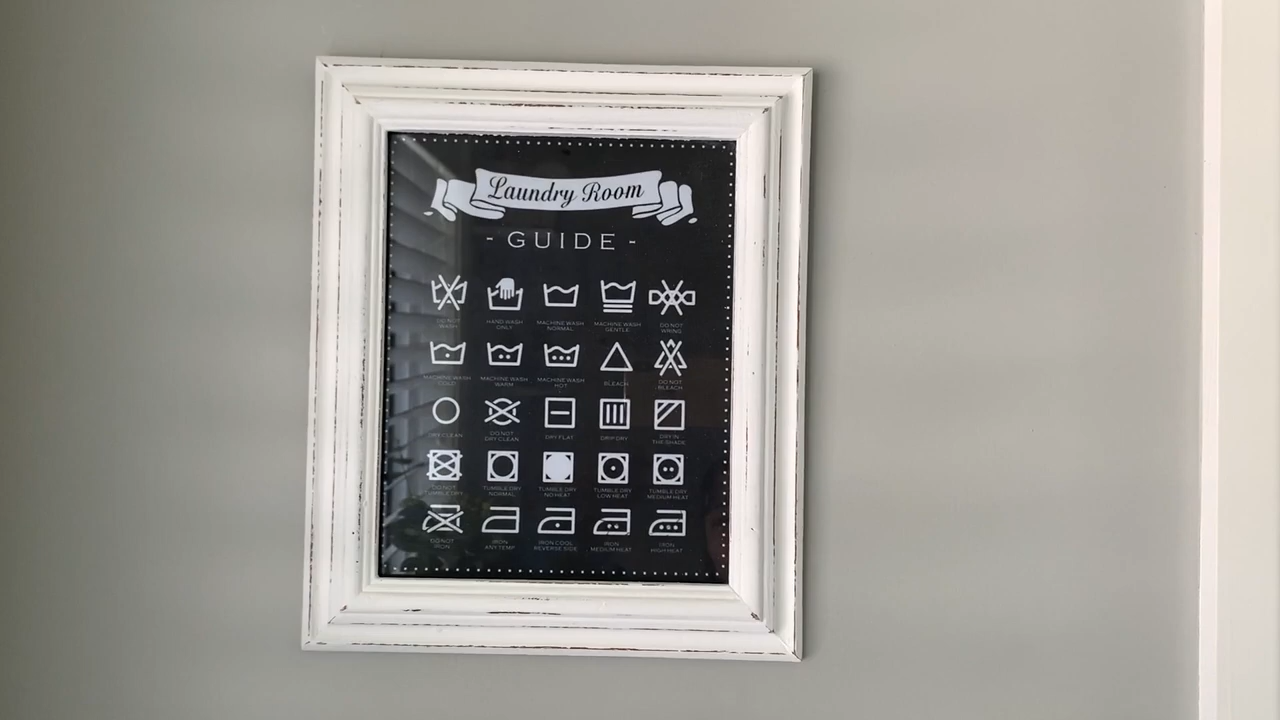 Laundry Room
- GUIDE -
DO NOT
WASH
HAND WASH
ONLY
MACHINE WASH
NORMAL
MACHINE WASH
GENTLE
DO NOT
WRING
MACHINE WASH
COLD
MACHINE WASH
WARM
MACHINE WASH
HOT
BLEACH
DO NOT
BLEACH
DRY CLEAN
DO NOT
DRY CLEAN
DRY FLAT
DRIP DRY
DRY IN
THE SHADE
DO NOT
TUMBLE DRY
TUMBLE DRY
NORMAL
TUMBLE DRY
NO HEAT
TUMBLE DRY
LOW HEAT
TUMBLE DRY
MEDIUM HEAT
DO NOT
IRON
IRON
ANY TEMP
IRON COOL
REVERSE SIDE
IRON
MEDIUM HEAT
IRON
HIGH HEAT